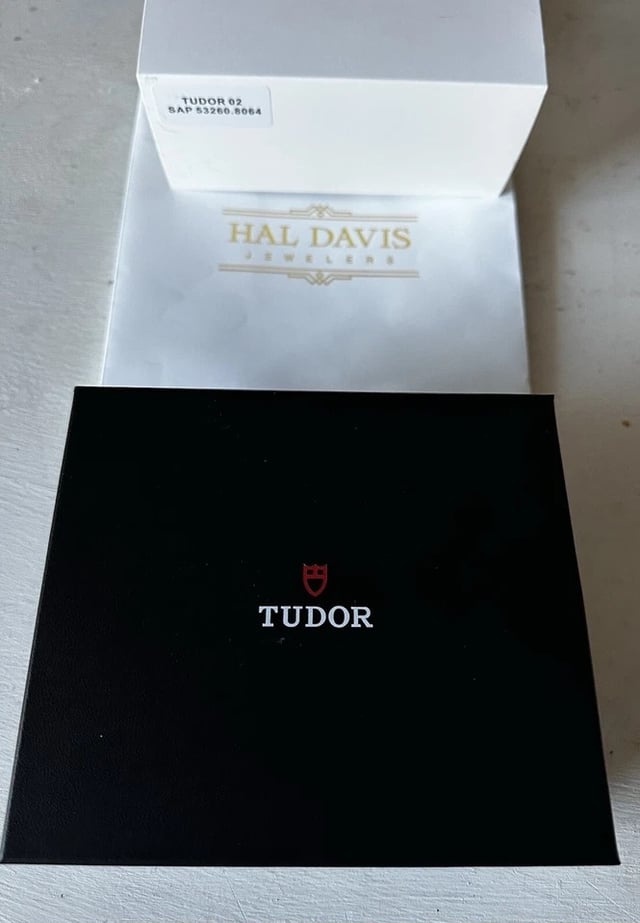 TUDOR 02
SAP 53260.8064
HAL DAVIS
JEWELERS
TUDOR